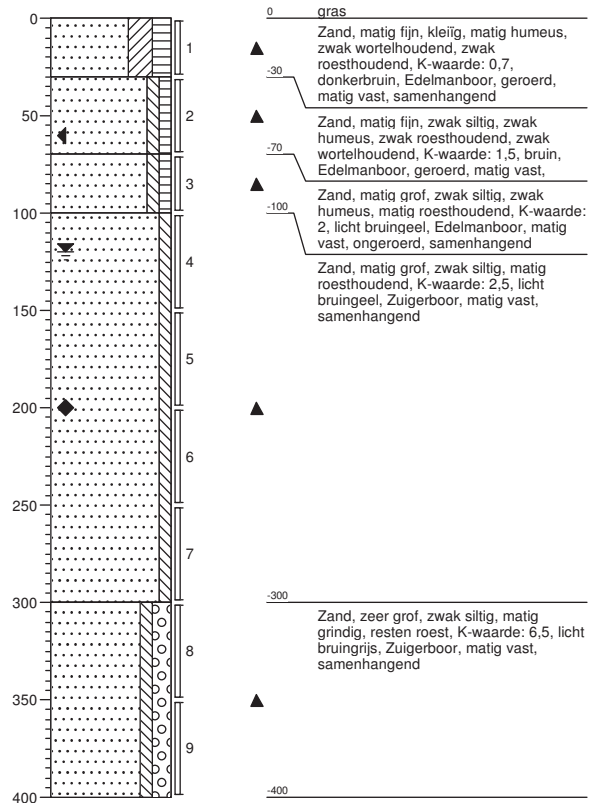 0
gras
Zand, matig fijn, kleiïg, matig humeus,
zwak wortelhoudend, zwak
roesthoudend, K-waarde: 0,7,
donkerbruin, Edelmanboor, geroerd,
matig vast, samenhangend
-30
Zand, matig fijn, zwak siltig, zwak
humeus, zwak roesthoudend, zwak
wortelhoudend, K-waarde: 1,5, bruin,
Edelmanboor, geroerd, matig vast,
-70
Zand, matig grof, zwak siltig, zwak
humeus, matig roesthoudend, K-waarde:
2, licht bruingeel, Edelmanboor, matig
vast, ongeroerd, samenhangend
-100
Zand, matig grof, zwak siltig, matig
roesthoudend, K-waarde: 2,5, licht
bruingeel, Zuigerboor, matig vast,
samenhangend
-300
Zand, zeer grof, zwak siltig, matig
grindig, resten roest, K-waarde: 6,5, licht
bruingrijs, Zuigerboor, matig vast,
samenhangend
-400
0
50
100
150
200
250
300
350
400
1
2
3
4
5
6
7
8
9